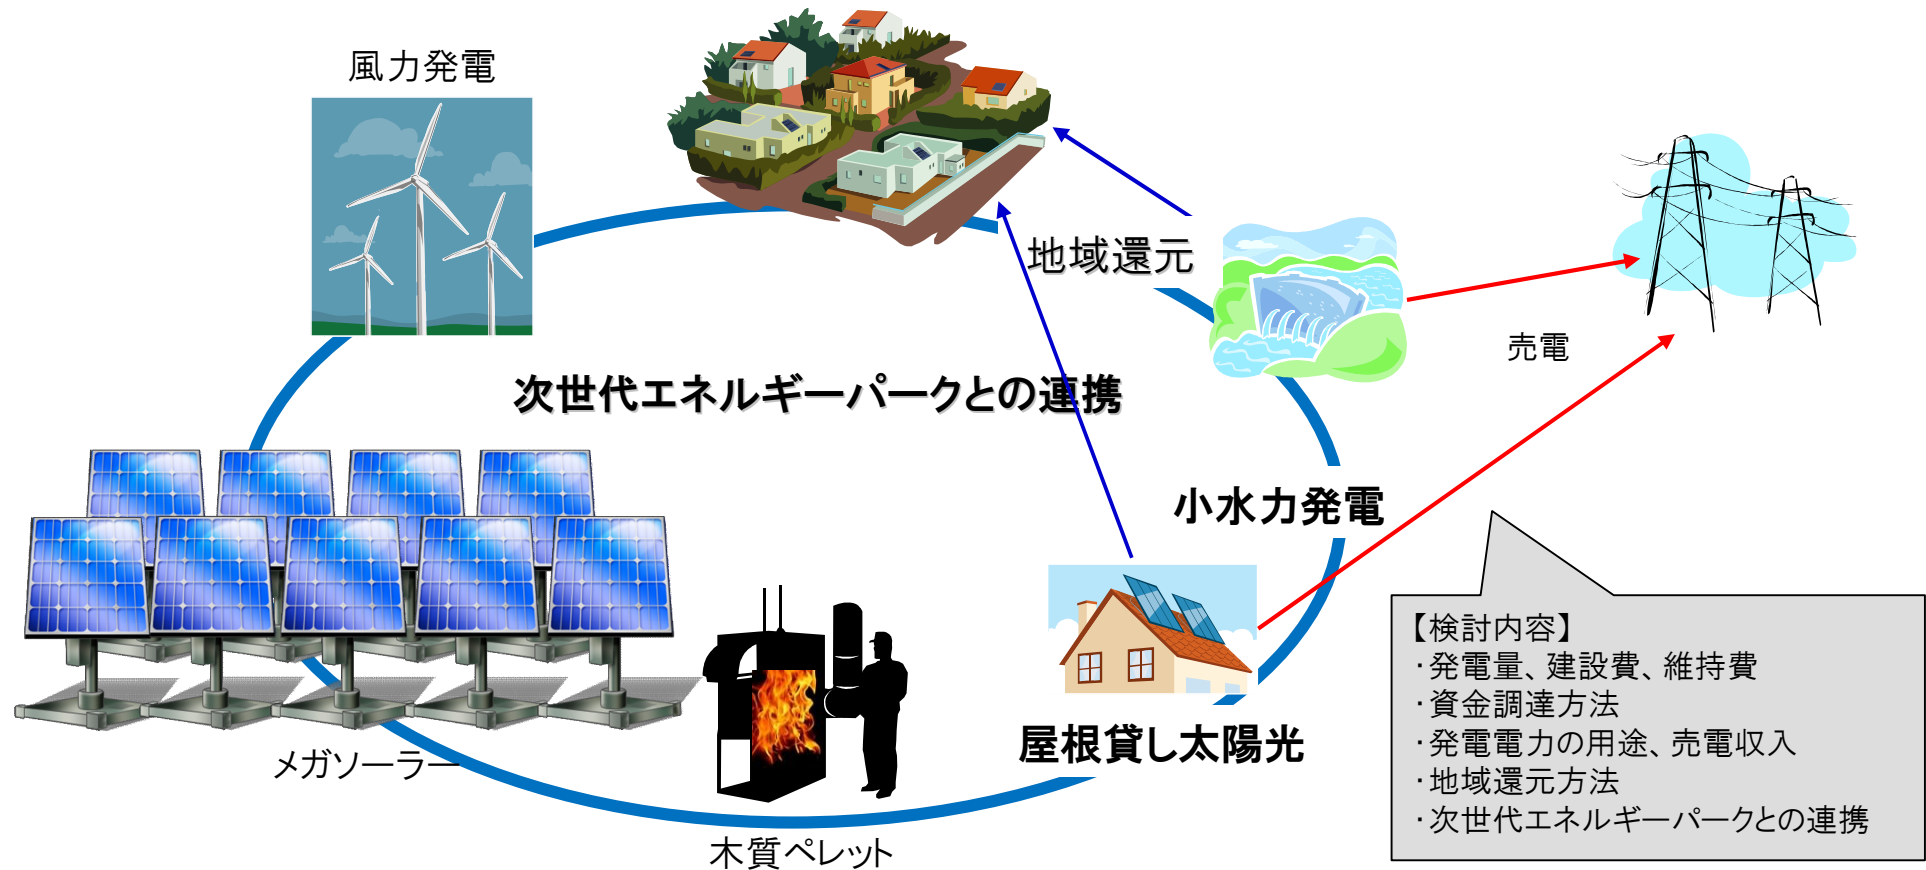 風力発電
地域還元
売電
次世代エネルギーパークとの連携
小水力発電
屋根貸し太陽光
メガソーラー
木質ペレット
【検討内容】
・発電量、建設費、維持費
・資金調達方法
・発電電力の用途、売電収入
・地域還元方法
・次世代エネルギーパークとの連携